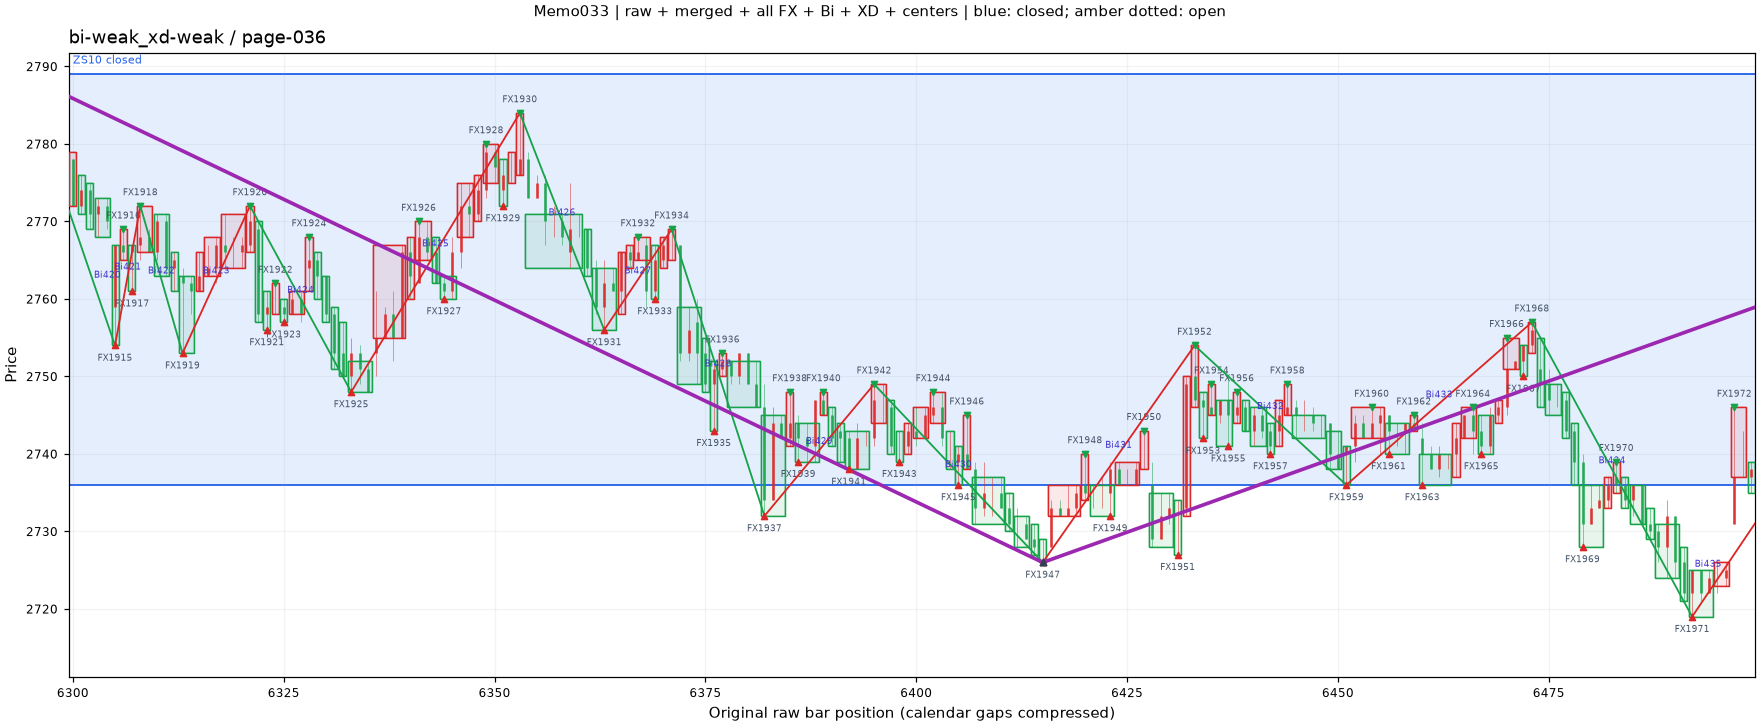 Memo033 | raw + merged + all FX + Bi + XD + centers | blue: closed; amber dotted: open
bi-weak_xd-weak / page-036
ZS10 closed
2790
2780
2770
2760
2750
2740
2730
2720
Price
FX1930
FX1928
FX1918
FX1916
FX1920
FX1926
FX1924
FX1929
FX1932
FX1934
Bi426
Bi425
Bi420
Bi421
Bi422
Bi423
Bi427
FX1922
Bi424
FX1917
FX1927
FX1933
FX1923
FX1921
FX1931
FX1915
FX1919
FX1925
FX1936
Bi428
FX1938
FX1940
FX1942
FX1944
FX1946
FX1935
Bi429
FX1939
FX1941
FX1943
Bi430
FX1945
FX1937
FX1947
FX1948
FX1950
Bi431
FX1949
FX1951
FX1952
FX1954
FX1956
FX1958
Bi432
FX1953
FX1955
FX1957
FX1959
FX1960
FX1962
Bi433
FX1964
FX1961
FX1963
FX1965
FX1966
FX1968
FX1970
Bi434
FX1969
Bi435
FX1971
FX1972
6300
6325
6350
6375
6400
6425
6450
6475
Original raw bar position (calendar gaps compressed)